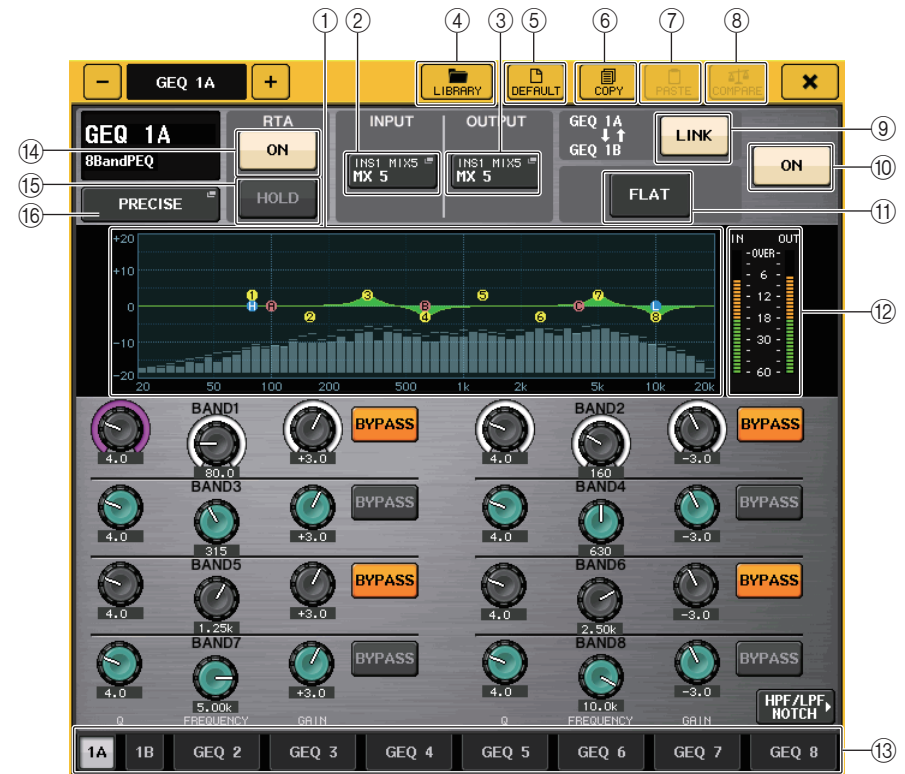 ① ② ④ ③ ⑤ ⑥ ⑦ ⑧
− GEQ 1A +
LIBRARY DEFAULT COPY PASTE COMPARE ×
GEQ 1A
8BandPEQ
RTA
ON
HOLD
INPUT OUTPUT
INS1 MIX5
MX 5
INS1 MIX5
MX 5
GEQ 1A
↓↑
GEQ 1B
LINK
ON
FLAT
PRECISE
⑨
⑩
⑪
⑭
⑮
⑯
+20
+10
0
-10
-20
1 H A 2 3 B 4 5 6 C 7 L 8
20 50 100 200 500 1k 2k 5k 10k 20k
IN OUT
-OVER-
- 6 -
- 12 -
- 18 -
- 30 -
- 60 -
⑫
BAND1
4.0 80.0 +3.0 BYPASS
BAND2
4.0 160 -3.0 BYPASS
BAND3
4.0 315 +3.0 BYPASS
BAND4
4.0 630 -3.0 BYPASS
BAND5
4.0 1.25k +3.0 BYPASS
BAND6
4.0 2.50k -3.0 BYPASS
BAND7
4.0 5.00k +3.0 BYPASS
BAND8
4.0 10.0k -3.0 BYPASS
Q FREQUENCY GAIN
Q FREQUENCY GAIN
HPF/LPF
NOTCH
1A 1B GEQ 2 GEQ 3 GEQ 4 GEQ 5 GEQ 6 GEQ 7 GEQ 8
⑬